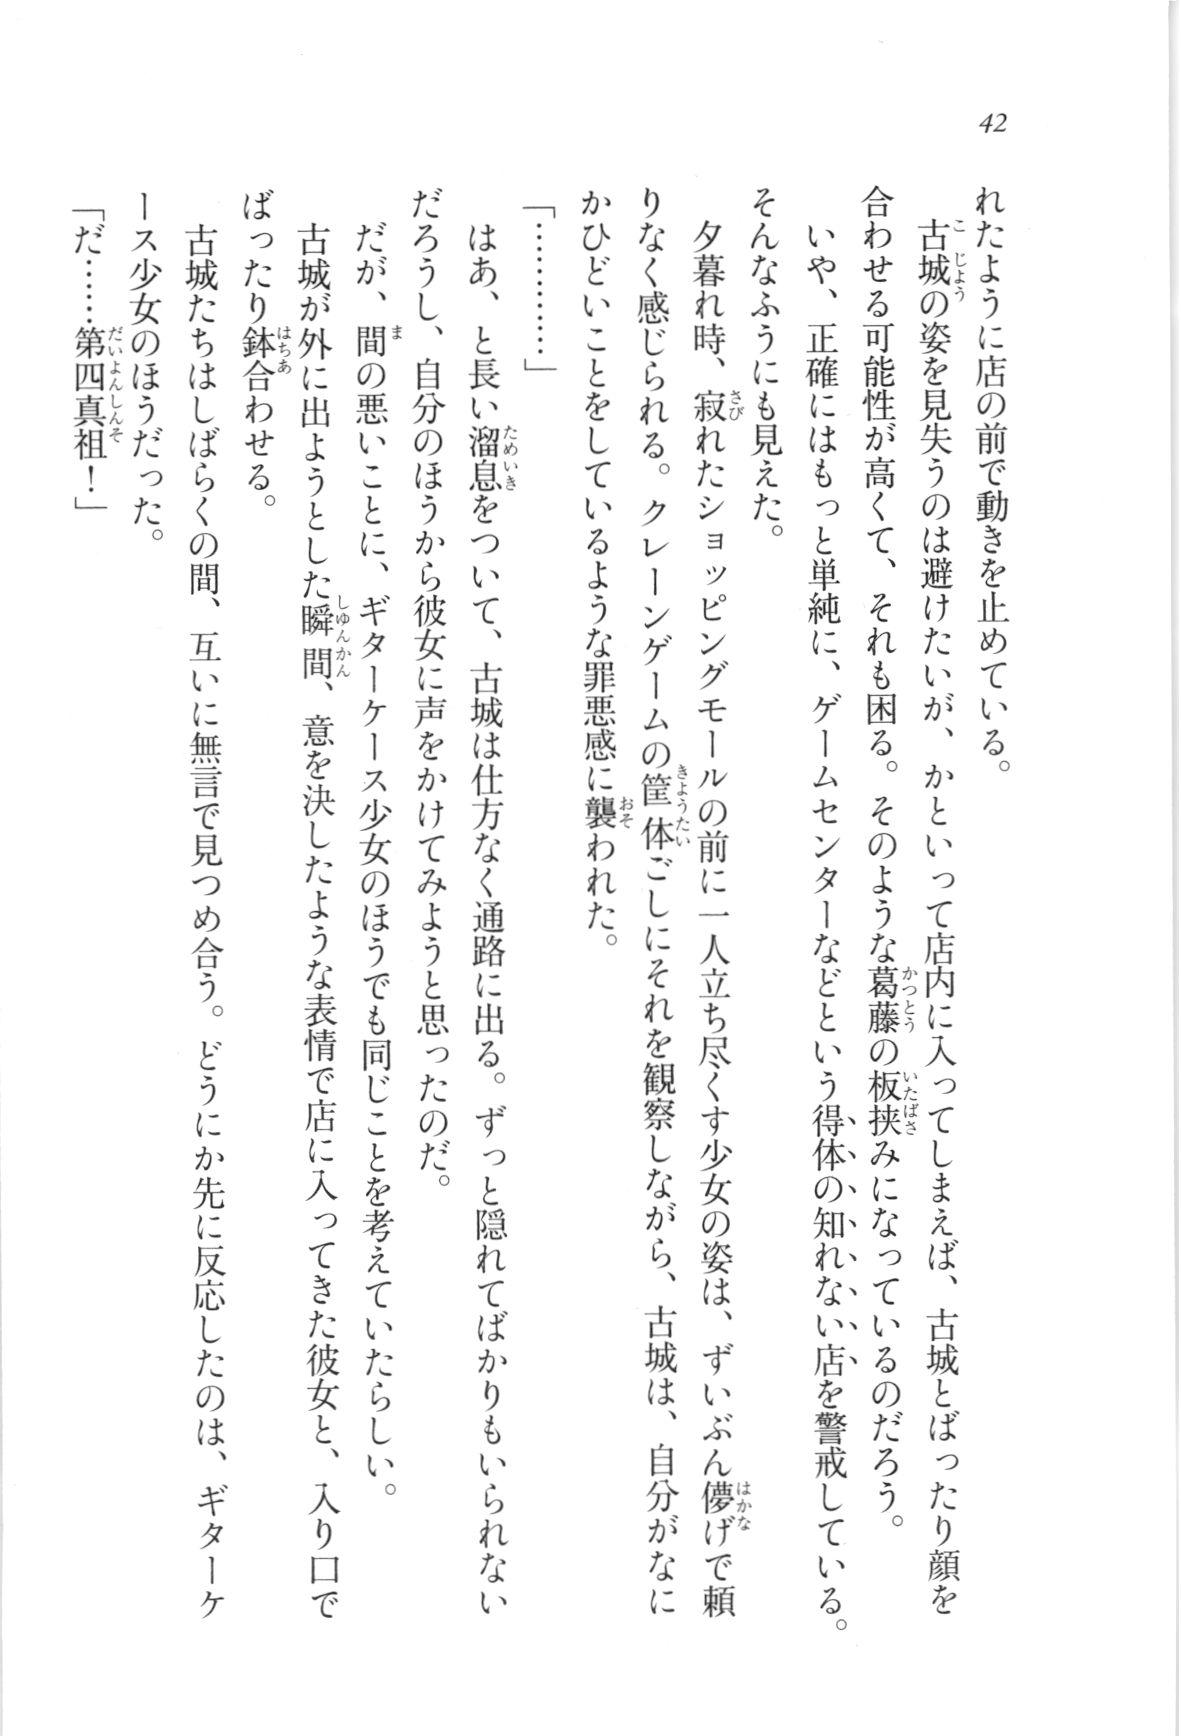 42
れたように店の前で動きを止めている。
　古城の姿を見失うのは避けたいが、かといって店内に入ってしまえば、古城とばったり顔を
合わせる可能性が高くて、それも困る。そのような葛藤の板挟みになっているのだろう。
　いや、正確にはもっと単純に、ゲームセンターなどという得体の知れない店を警戒している。
そんなふうにも見えた。
　夕暮れ時、寂れたショッピングモールの前に一人立ち尽くす少女の姿は、ずいぶん儚げで頼
りなく感じられる。クレーンゲームの筐体ごしにそれを観察しながら、古城は、自分がなに
かひどいことをしているような罪悪感に襲われた。
「…………」
　はあ、と長い溜息をついて、古城は仕方なく通路に出る。ずっと隠れてばかりもいられない
だろうし、自分のほうから彼女に声をかけてみようと思ったのだ。
　だが、間の悪いことに、ギターケース少女のほうでも同じことを考えていたらしい。
　古城が外に出ようとした瞬間、意を決したような表情で店に入ってきた彼女と、入り口で
ばったり鉢合わせる。
　古城たちはしばらくの間、互いに無言で見つめ合う。どうにか先に反応したのは、ギターケ
ース少女のほうだった。
「だ……第四真祖！」